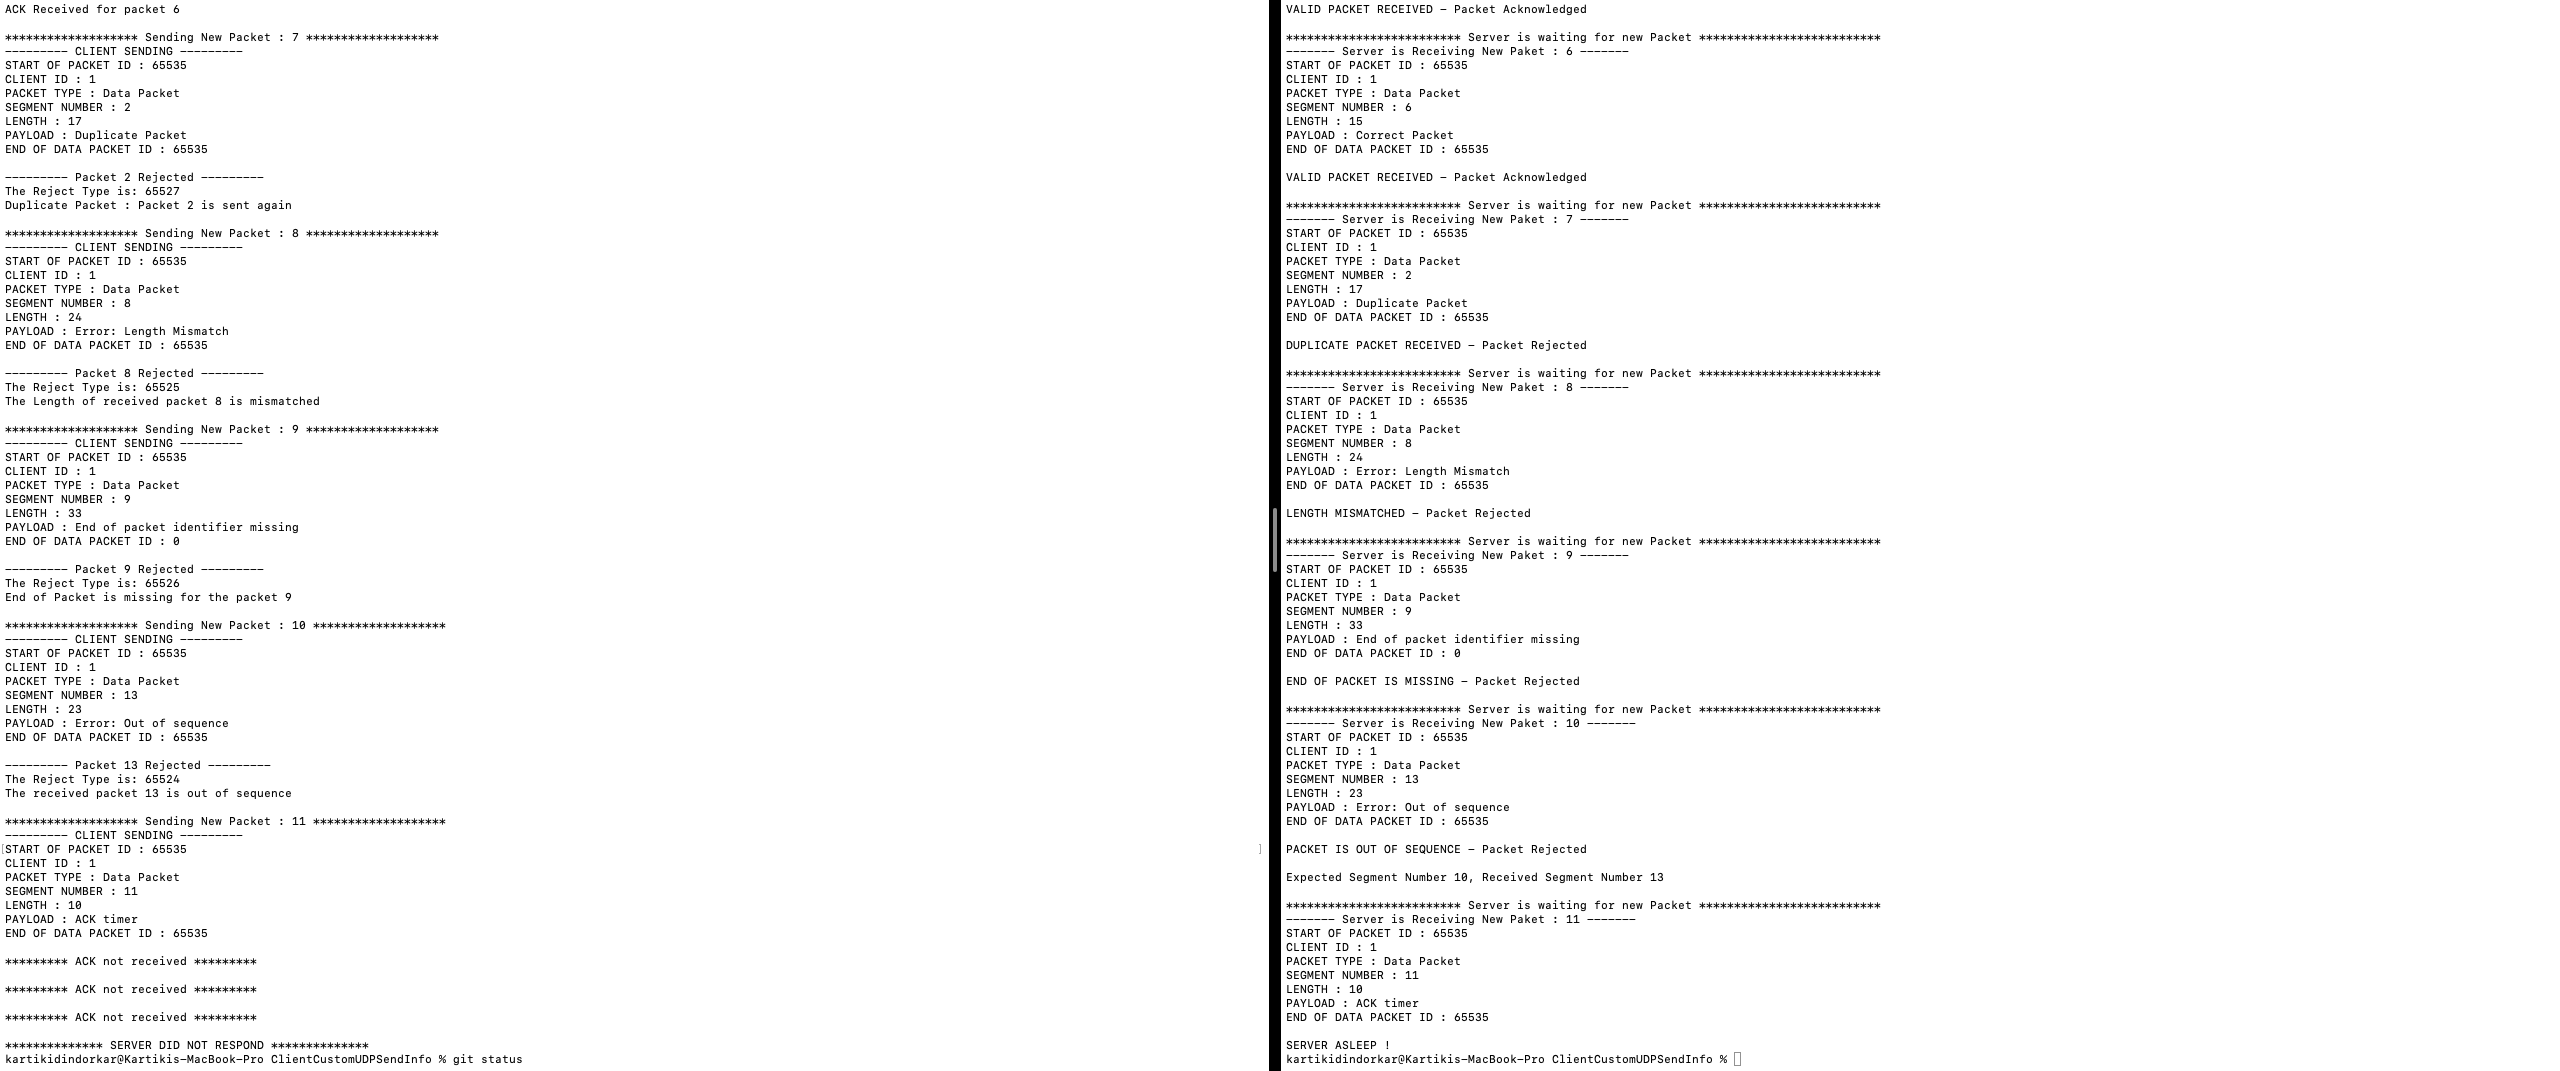 ACK Received for packet 6
******************* Sending New Packet : 7 *******************
--------- CLIENT SENDING ---------
START OF PACKET ID : 65535
CLIENT ID : 1
PACKET TYPE : Data Packet
SEGMENT NUMBER : 2
LENGTH : 17
PAYLOAD : Duplicate Packet
END OF DATA PACKET ID : 65535
--------- Packet 2 Rejected ---------
The Reject Type is: 65527
Duplicate Packet : Packet 2 is sent again
******************* Sending New Packet : 8 *******************
--------- CLIENT SENDING ---------
START OF PACKET ID : 65535
CLIENT ID : 1
PACKET TYPE : Data Packet
SEGMENT NUMBER : 8
LENGTH : 24
PAYLOAD : Error: Length Mismatch
END OF DATA PACKET ID : 65535
--------- Packet 8 Rejected ---------
The Reject Type is: 65525
The Length of received packet 8 is mismatched
******************* Sending New Packet : 9 *******************
--------- CLIENT SENDING ---------
START OF PACKET ID : 65535
CLIENT ID : 1
PACKET TYPE : Data Packet
SEGMENT NUMBER : 9
LENGTH : 33
PAYLOAD : End of packet identifier missing
END OF DATA PACKET ID : 0
--------- Packet 9 Rejected ---------
The Reject Type is: 65526
End of Packet is missing for the packet 9
******************* Sending New Packet : 10 *******************
--------- CLIENT SENDING ---------
START OF PACKET ID : 65535
CLIENT ID : 1
PACKET TYPE : Data Packet
SEGMENT NUMBER : 13
LENGTH : 23
PAYLOAD : Error: Out of sequence
END OF DATA PACKET ID : 65535
--------- Packet 13 Rejected ---------
The Reject Type is: 65524
The received packet 13 is out of sequence
******************* Sending New Packet : 11 *******************
--------- CLIENT SENDING ---------
[START OF PACKET ID : 65535 ]
CLIENT ID : 1
PACKET TYPE : Data Packet
SEGMENT NUMBER : 11
LENGTH : 10
PAYLOAD : ACK timer
END OF DATA PACKET ID : 65535
********* ACK not received *********
********* ACK not received *********
********* ACK not received *********
************** SERVER DID NOT RESPOND **************
kartikidindorkar@Kartikis-MacBook-Pro ClientCustomUDPSendInfo % git status
VALID PACKET RECEIVED - Packet Acknowledged
************************* Server is waiting for new Packet **************************
------- Server is Receiving New Paket : 6 -------
START OF PACKET ID : 65535
CLIENT ID : 1
PACKET TYPE : Data Packet
SEGMENT NUMBER : 6
LENGTH : 15
PAYLOAD : Correct Packet
END OF DATA PACKET ID : 65535
VALID PACKET RECEIVED - Packet Acknowledged
************************* Server is waiting for new Packet **************************
------- Server is Receiving New Paket : 7 -------
START OF PACKET ID : 65535
CLIENT ID : 1
PACKET TYPE : Data Packet
SEGMENT NUMBER : 2
LENGTH : 17
PAYLOAD : Duplicate Packet
END OF DATA PACKET ID : 65535
DUPLICATE PACKET RECEIVED - Packet Rejected
************************* Server is waiting for new Packet **************************
------- Server is Receiving New Paket : 8 -------
START OF PACKET ID : 65535
CLIENT ID : 1
PACKET TYPE : Data Packet
SEGMENT NUMBER : 8
LENGTH : 24
PAYLOAD : Error: Length Mismatch
END OF DATA PACKET ID : 65535
LENGTH MISMATCHED - Packet Rejected
************************* Server is waiting for new Packet **************************
------- Server is Receiving New Paket : 9 -------
START OF PACKET ID : 65535
CLIENT ID : 1
PACKET TYPE : Data Packet
SEGMENT NUMBER : 9
LENGTH : 33
PAYLOAD : End of packet identifier missing
END OF DATA PACKET ID : 0
END OF PACKET IS MISSING - Packet Rejected
************************* Server is waiting for new Packet **************************
------- Server is Receiving New Paket : 10 -------
START OF PACKET ID : 65535
CLIENT ID : 1
PACKET TYPE : Data Packet
SEGMENT NUMBER : 13
LENGTH : 23
PAYLOAD : Error: Out of sequence
END OF DATA PACKET ID : 65535
PACKET IS OUT OF SEQUENCE - Packet Rejected
Expected Segment Number 10, Received Segment Number 13
************************* Server is waiting for new Packet **************************
------- Server is Receiving New Paket : 11 -------
START OF PACKET ID : 65535
CLIENT ID : 1
PACKET TYPE : Data Packet
SEGMENT NUMBER : 11
LENGTH : 10
PAYLOAD : ACK timer
END OF DATA PACKET ID : 65535
SERVER ASLEEP !
kartikidindorkar@Kartikis-MacBook-Pro ClientCustomUDPSendInfo %